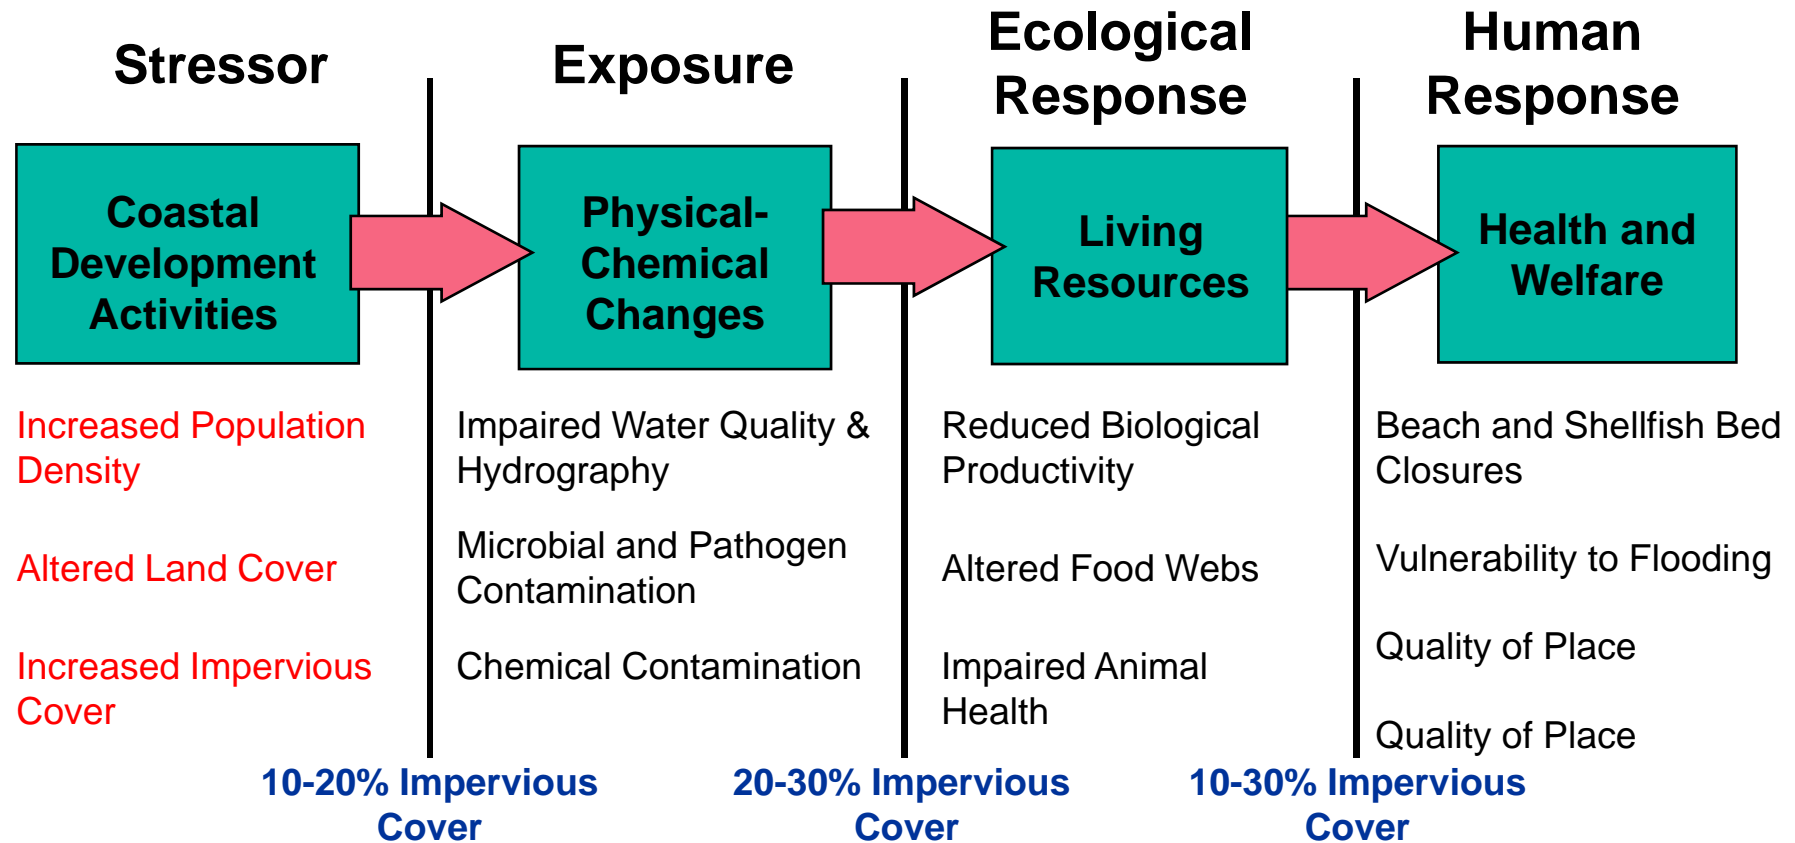 Stressor
Exposure
Ecological
Response
Human
Response
Coastal
Development
Activities
Physical-
Chemical
Changes
Living
Resources
Health and
Welfare
Increased Population
Density
Altered Land Cover
Increased Impervious
Cover
Impaired Water Quality &
Hydrography
Microbial and Pathogen
Contamination
Chemical Contamination
Reduced Biological
Productivity
Altered Food Webs
Impaired Animal
Health
Beach and Shellfish Bed
Closures
Vulnerability to Flooding
Quality of Place
Quality of Place
10-20% Impervious
Cover
20-30% Impervious
Cover
10-30% Impervious
Cover